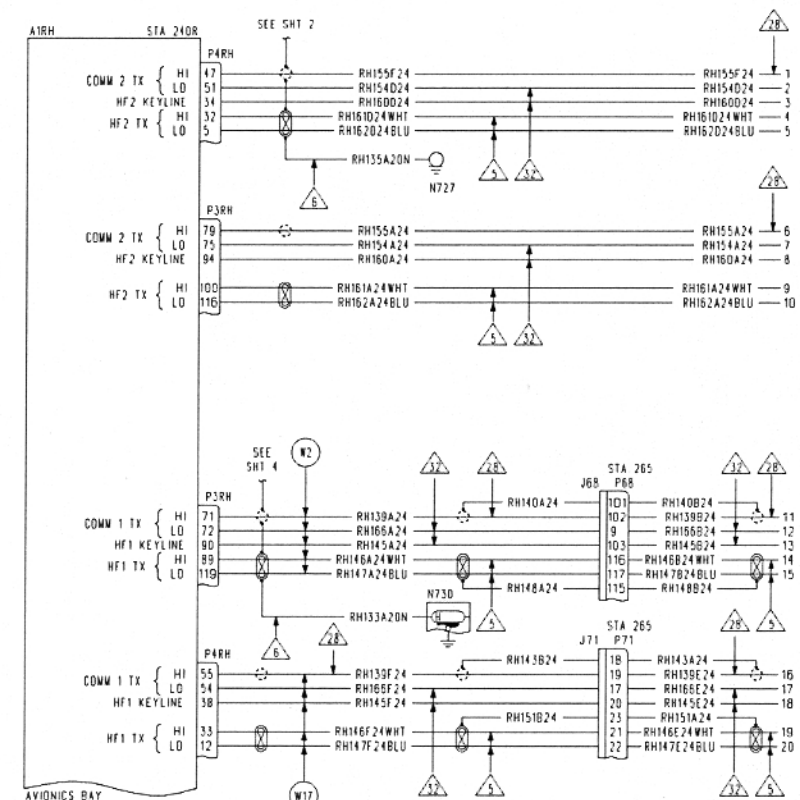 SEE SHT 2
28
A1RH STA 240R
P4RH
COMM 2 TX HI 47 RH155F24 RH155F24 1
LO 51 RH154D24 RH154D24 2
HF2 KEYLINE 34 RH160D24 RH160D24 3
HF2 TX HI 32 RH161D24WHT RH161D24WHT 4
LO 5 RH162D24BLU RH162D24BLU 5
RH135A20N
N727
6 5 32
28
P3RH
COMM 2 TX HI 79 RH155A24 RH155A24 6
LO 75 RH154A24 RH154A24 7
HF2 KEYLINE 94 RH160A24 RH160A24 8
HF2 TX HI 100 RH161A24WHT RH161A24WHT 9
LO 116 RH162A24BLU RH162A24BLU 10
5 32
SEE SHT 4
W2
32 28 32 28
STA 265
J68 P68
P3RH
RH140A24 101 RH140B24
COMM 1 TX HI 71 RH139A24 102 RH139B24 11
LO 72 RH166A24 9 RH166B24 12
HF1 KEYLINE 90 RH145A24 103 RH145B24 13
HF1 TX HI 89 RH146A24WHT 116 RH146B24WHT 14
LO 119 RH147A24BLU 117 RH147B24BLU 15
RH148A24 115 RH148B24
N730
RH133A20N
6 28 5 28 5
STA 265
J71 P71
P4RH
RH143B24 18 RH143A24
COMM 1 TX HI 55 RH139F24 19 RH139E24 16
LO 54 RH166F24 17 RH166E24 17
HF1 KEYLINE 38 RH145F24 20 RH145E24 18
RH151B24 23 RH151A24
HF1 TX HI 33 RH146F24WHT 21 RH146E24WHT 19
LO 12 RH147F24BLU 22 RH147E24BLU 20
AVIONICS BAY
W17
32 5 32 5